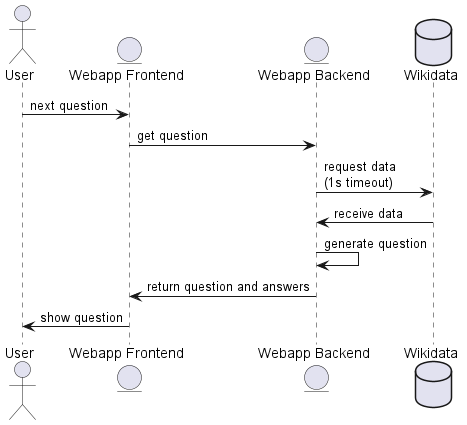 User
Webapp Frontend
Webapp Backend
Wikidata
next question
get question
request data
(1s timeout)
receive data
generate question
return question and answers
show question
User
Webapp Frontend
Webapp Backend
Wikidata